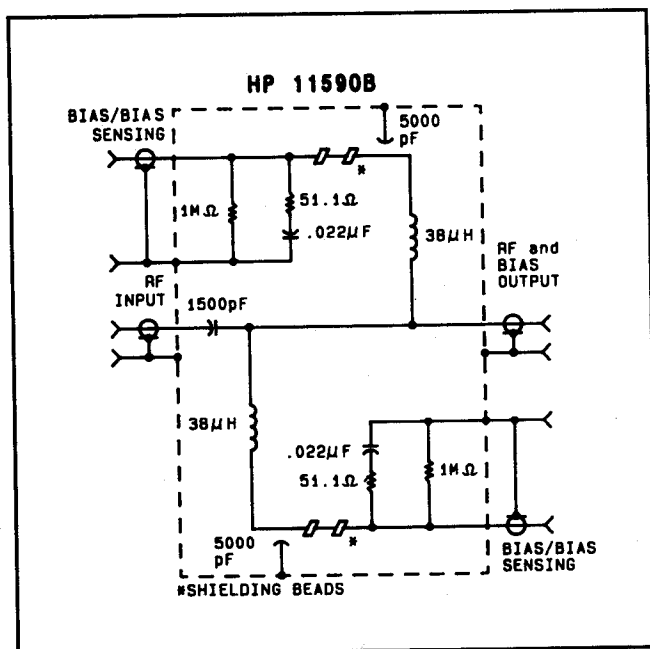 HP 11590B
BIAS/BIAS
SENSING
5000
pF
*
1MΩ
51.1Ω
.022µF
38µH
RF and
BIAS
OUTPUT
RF
INPUT
1500pF
38µH
.022µF
51.1Ω
1MΩ
5000
pF
*
BIAS/BIAS
SENSING
*SHIELDING BEADS